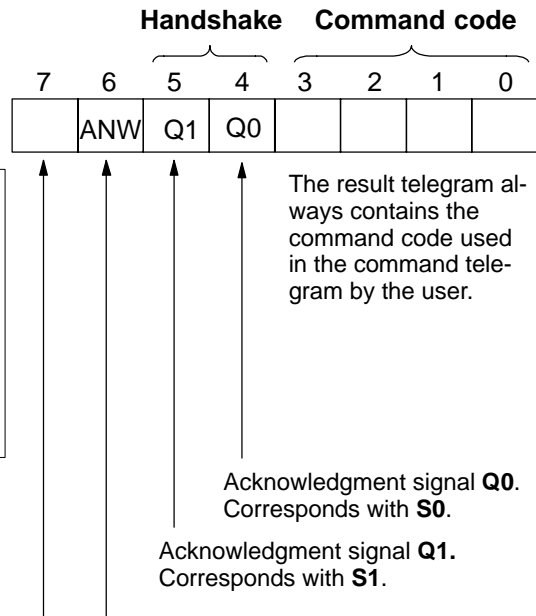 Handshake Command code
7 6 5 4 3 2 1 0
ANW Q1 Q0
The result telegram al-
ways contains the
command code used
in the command tele-
gram by the user.
Acknowledgment signal Q0.
Corresponds with S0.
Acknowledgment signal Q1.
Corresponds with S1.